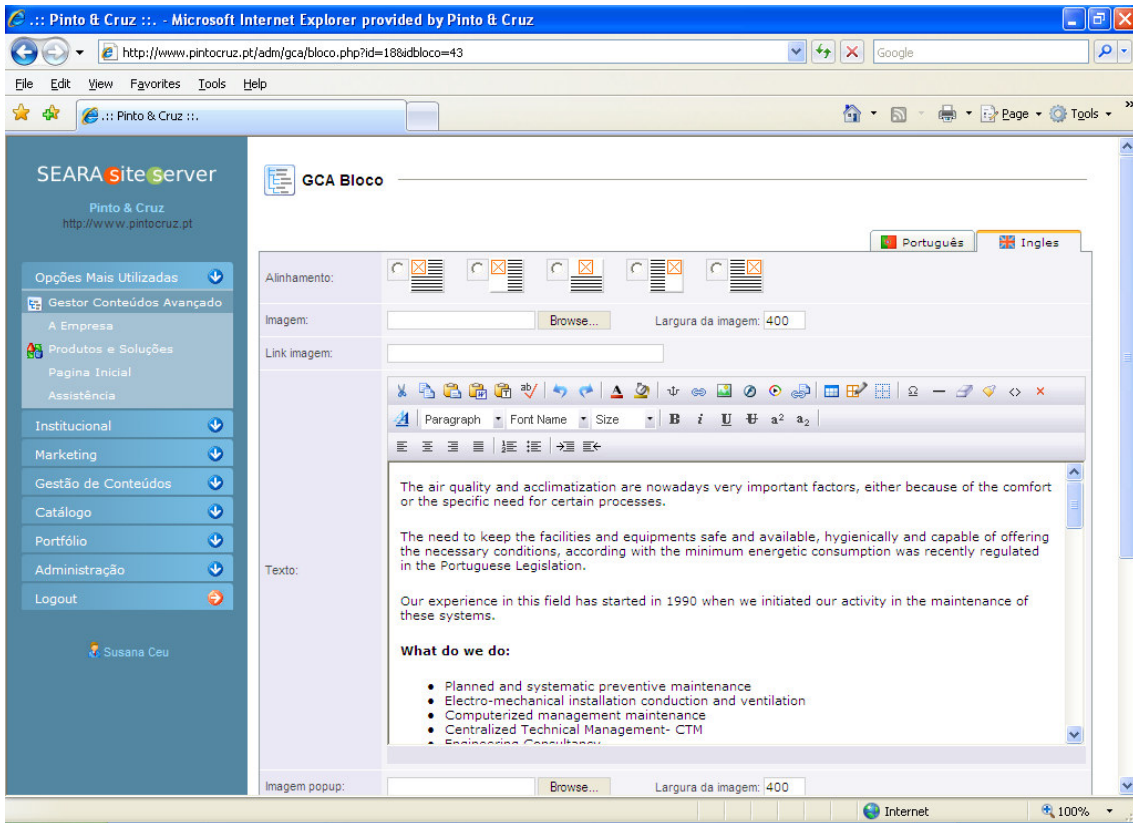 .:: Pinto & Cruz ::. - Microsoft Internet Explorer provided by Pinto & Cruz
http://www.pintocruz.pt/adm/gca/bloco.php?id=18&idbloco=43
Google
File Edit View Favorites Tools Help
.:: Pinto & Cruz ::.
Page Tools
SEARA site server
Pinto & Cruz
http://www.pintocruz.pt
Opções Mais Utilizadas
Gestor Conteúdos Avançado
A Empresa
Produtos e Soluções
Pagina Inicial
Assistência
Institucional
Marketing
Gestão de Conteúdos
Catálogo
Portfólio
Administração
Logout
Susana Ceu
GCA Bloco
Português Ingles
Alinhamento:
Imagem: Browse... Largura da imagem: 400
Link imagem:
Paragraph Font Name Size B i U U a² a₂
Texto:
The air quality and acclimatization are nowadays very important factors, either because of the comfort
or the specific need for certain processes.
The need to keep the facilities and equipments safe and available, hygienically and capable of offering
the necessary conditions, according with the minimum energetic consumption was recently regulated
in the Portuguese Legislation.
Our experience in this field has started in 1990 when we initiated our activity in the maintenance of
these systems.
What do we do:
• Planned and systematic preventive maintenance
• Electro-mechanical installation conduction and ventilation
• Computerized management maintenance
• Centralized Technical Management- CTM
• Engineering Consultancy
Imagem popup: Browse... Largura da imagem: 400
Internet 100%